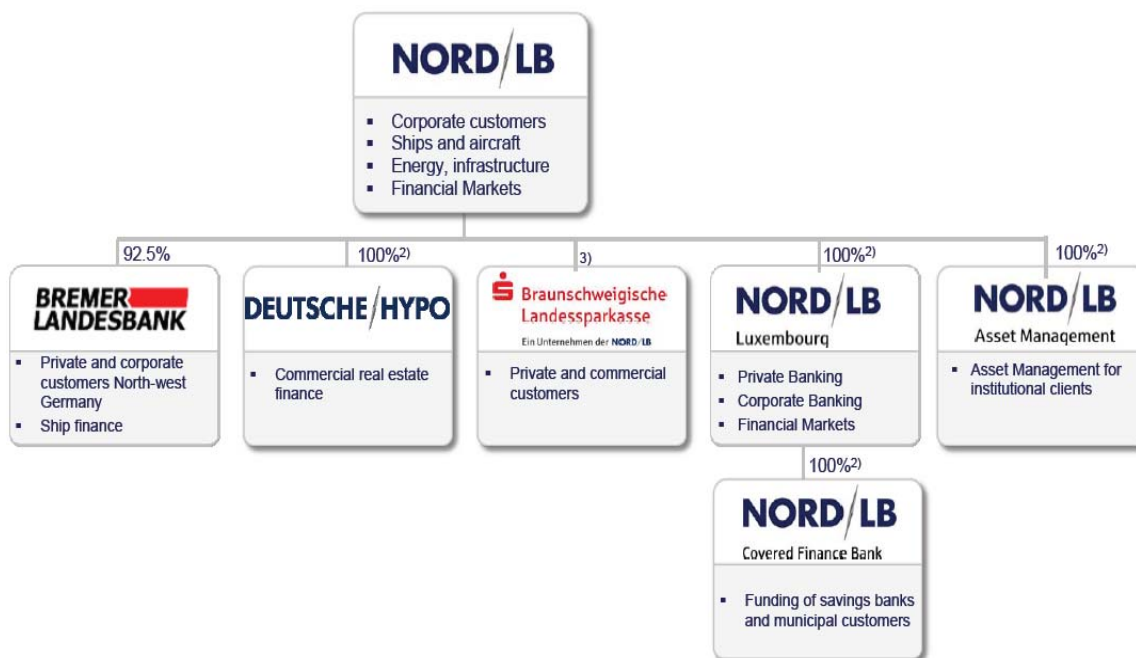 NORD/LB
▪ Corporate customers
▪ Ships and aircraft
▪ Energy, infrastructure
▪ Financial Markets
92.5%
BREMER
LANDESBANK
▪ Private and corporate
customers North-west
Germany
▪ Ship finance
100%2)
DEUTSCHE/HYPO
▪ Commercial real estate
finance
3)
Braunschweigische
Landessparkasse
Ein Unternehmen der NORD/LB
▪ Private and commercial
customers
100%2)
NORD/LB
Luxembourg
▪ Private Banking
▪ Corporate Banking
▪ Financial Markets
100%2)
NORD/LB
Asset Management
▪ Asset Management for
institutional clients
100%2)
NORD/LB
Covered Finance Bank
▪ Funding of savings banks
and municipal customers